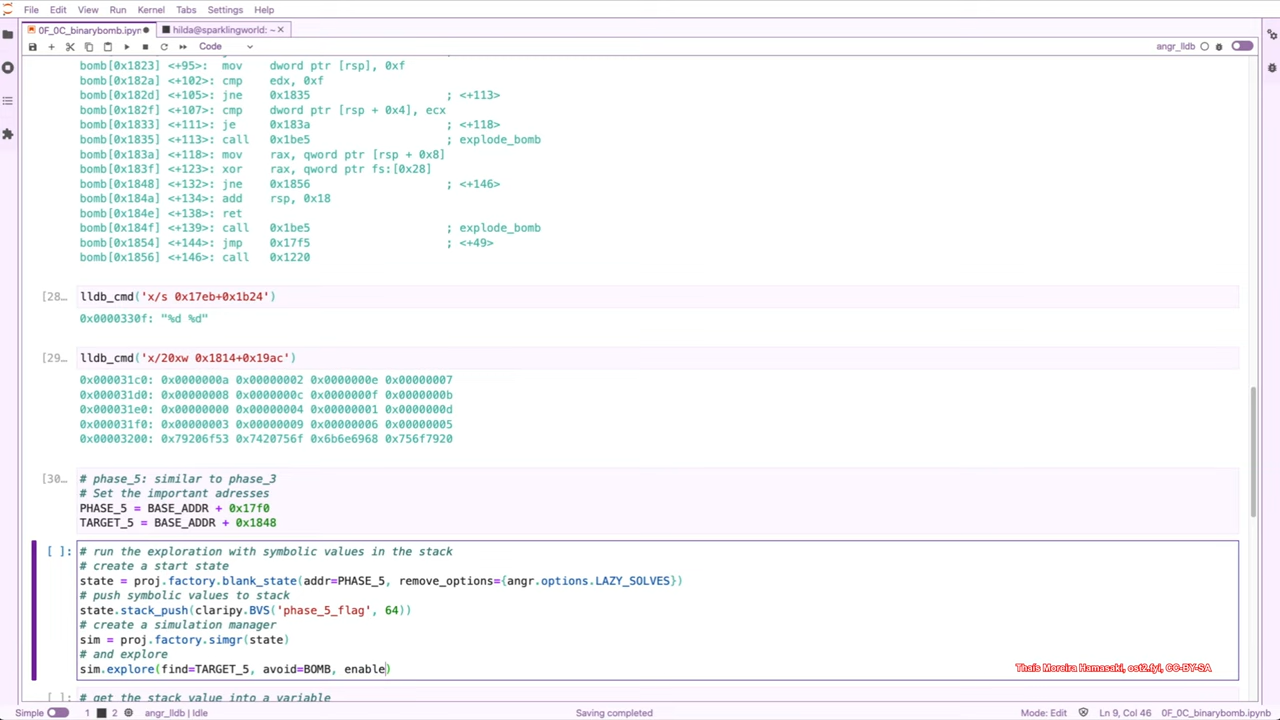 File Edit View Run Kernel Tabs Settings Help
0F_0C_binarybomb.ipyn
hilda@sparklingworld: ~
Code
angr_lldb
bomb[0x1823] <+95>: mov dword ptr [rsp], 0xf
bomb[0x182a] <+102>: cmp edx, 0xf
bomb[0x182d] <+105>: jne 0x1835 ; <+113>
bomb[0x182f] <+107>: cmp dword ptr [rsp + 0x4], ecx
bomb[0x1833] <+111>: je 0x183a ; <+118>
bomb[0x1835] <+113>: call 0x1be5 ; explode_bomb
bomb[0x183a] <+118>: mov rax, qword ptr [rsp + 0x8]
bomb[0x183f] <+123>: xor rax, qword ptr fs:[0x28]
bomb[0x1848] <+132>: jne 0x1856 ; <+146>
bomb[0x184a] <+134>: add rsp, 0x18
bomb[0x184e] <+138>: ret
bomb[0x184f] <+139>: call 0x1be5 ; explode_bomb
bomb[0x1854] <+144>: jmp 0x17f5 ; <+49>
bomb[0x1856] <+146>: call 0x1220
[28… lldb_cmd('x/s 0x17eb+0x1b24')
0x0000330f: "%d %d"
[29… lldb_cmd('x/20xw 0x1814+0x19ac')
0x000031c0: 0x0000000a 0x00000002 0x0000000e 0x00000007
0x000031d0: 0x00000008 0x0000000c 0x0000000f 0x0000000b
0x000031e0: 0x00000000 0x00000004 0x00000001 0x0000000d
0x000031f0: 0x00000003 0x00000009 0x00000006 0x00000005
0x00003200: 0x79206f53 0x7420756f 0x6b6e6968 0x756f7920
[30… # phase_5: similar to phase_3
# Set the important adresses
PHASE_5 = BASE_ADDR + 0x17f0
TARGET_5 = BASE_ADDR + 0x1848
[ ]: # run the exploration with symbolic values in the stack
# create a start state
state = proj.factory.blank_state(addr=PHASE_5, remove_options={angr.options.LAZY_SOLVES})
# push symbolic values to stack
state.stack_push(claripy.BVS('phase_5_flag', 64))
# create a simulation manager
sim = proj.factory.simgr(state)
# and explore
sim.explore(find=TARGET_5, avoid=BOMB, enable)
Thais Moreira Hamasaki, ost2.fyi, CC-BY-SA
[ ]: # get the stack value into a variable
Simple 1 2 angr_lldb | Idle Saving completed Mode: Edit Ln 9, Col 46 0F_0C_binarybomb.ipynb